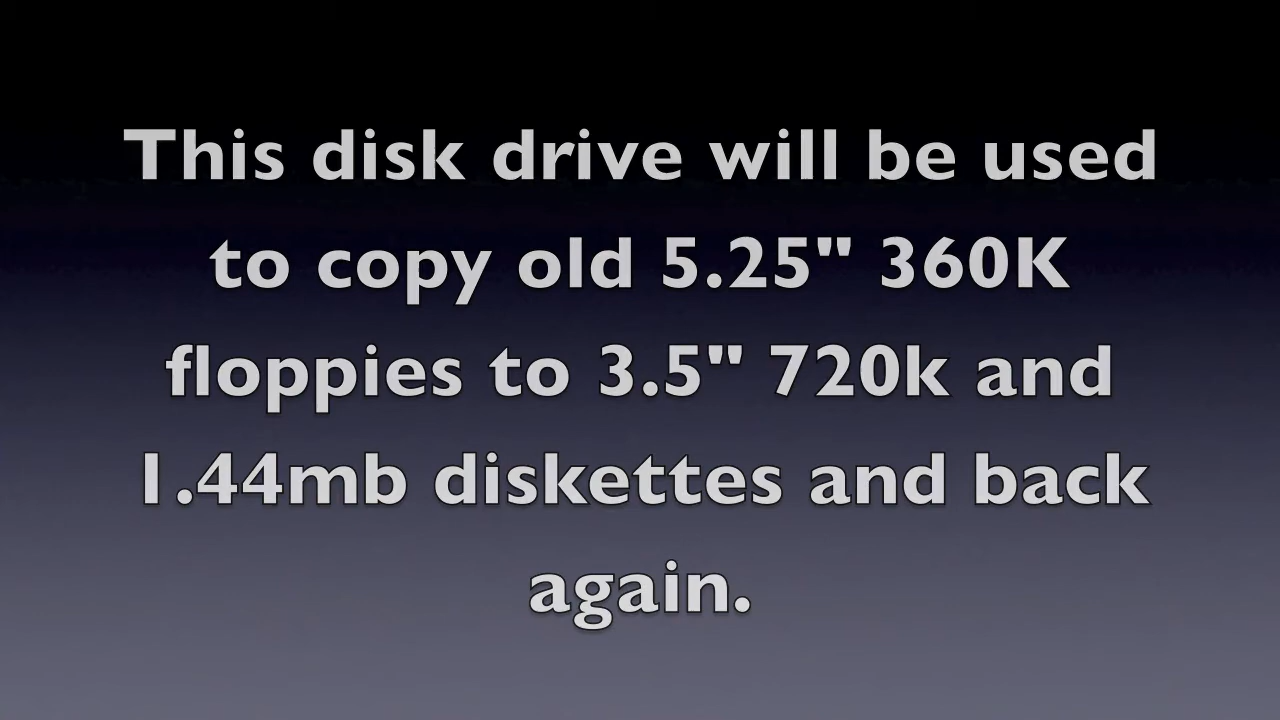 This disk drive will be used
to copy old 5.25" 360K
floppies to 3.5" 720k and
1.44mb diskettes and back
again.